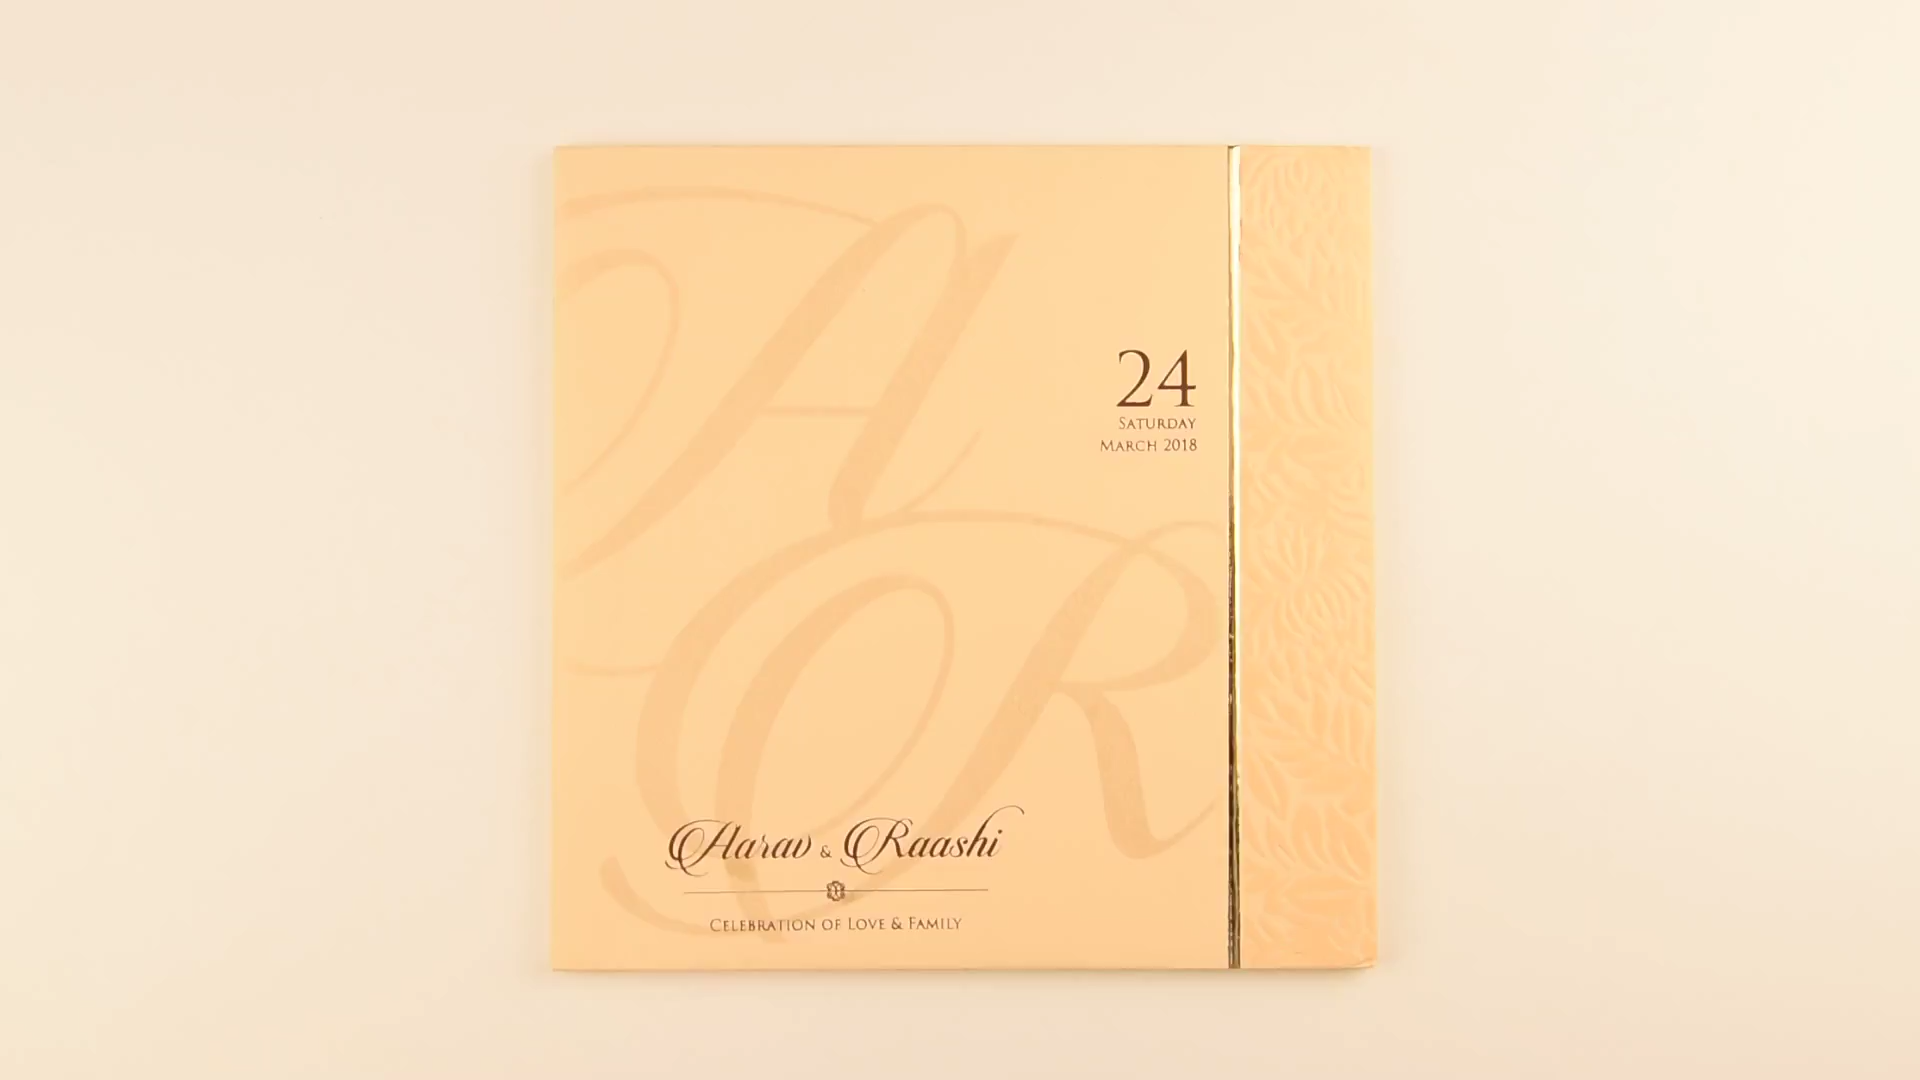 A
R
24
SATURDAY
MARCH 2018
Aarav & Raashi
CELEBRATION OF LOVE & FAMILY